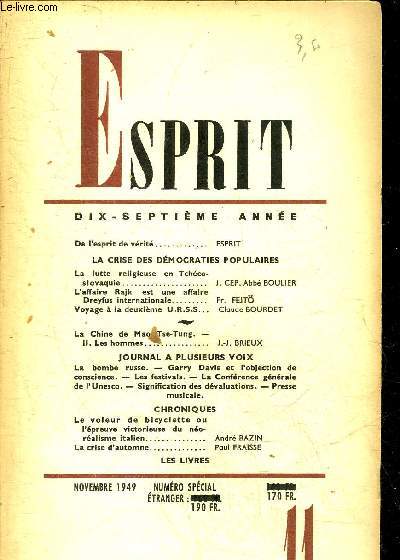 Le-livre.com
3,50
ESPRIT
DIX-SEPTIÈME ANNÉE
De l'esprit de vérité ............ ESPRIT
LA CRISE DES DÉMOCRATIES POPULAIRES
La lutte religieuse en Tchéco-
slovaquie ..................... J. CEP, Abbé BOULIER
L'affaire Rajk est une affaire
Dreyfus internationale......... Fr. FEJTÖ
Voyage à la deuxième U.R.S.S... Claude BOURDET
La Chine de Mao Tse-Tung. —
II. Les hommes................ J.-J. BRIEUX
JOURNAL A PLUSIEURS VOIX
La bombe russe. — Garry Davis et l'objection de
conscience. — Les festivals. — La Conférence générale
de l'Unesco. — Signification des dévaluations. — Presse
musicale.
CHRONIQUES
Le voleur de bicyclette ou
l'épreuve victorieuse du néo-
réalisme italien............... André BAZIN
La crise d'automne............. Paul FRAISSE
LES LIVRES
NOVEMBRE 1949 NUMÉRO SPÉCIAL
ÉTRANGER : 190 FR.
170 FR.
11